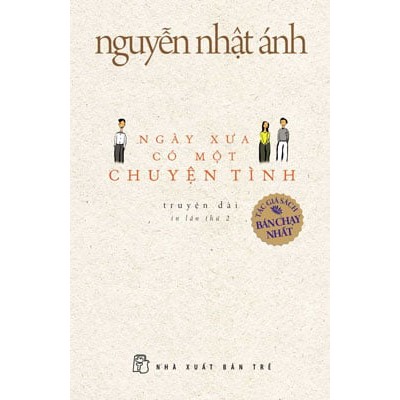 nguyễn nhật ánh
NGÀY XƯA
CÓ MỘT
CHUYỆN TÌNH
truyện dài
in lần thứ 2
TÁC GIẢ SÁCH
BÁN CHẠY
NHẤT
NHÀ XUẤT BẢN TRẺ